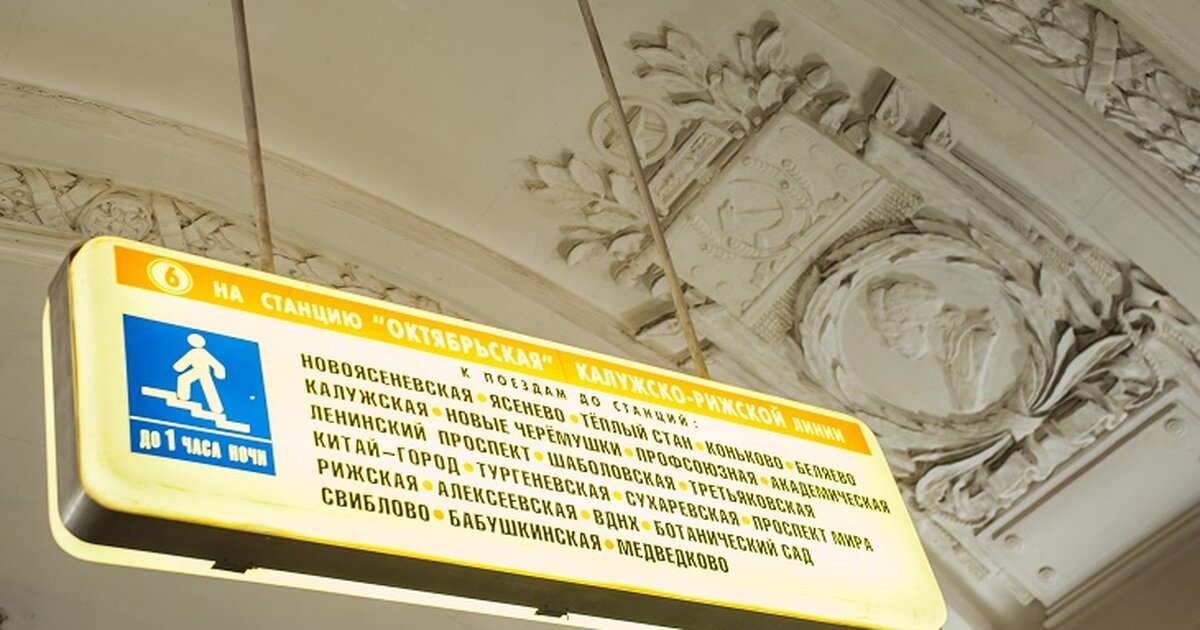 6 НА СТАНЦИЮ "ОКТЯБРЬСКАЯ" КАЛУЖСКО-РИЖСКОЙ ЛИНИИ
К ПОЕЗДАМ ДО СТАНЦИЙ:
НОВОЯСЕНЕВСКАЯ • ЯСЕНЕВО • ТЁПЛЫЙ СТАН • КОНЬКОВО • БЕЛЯЕВО
КАЛУЖСКАЯ • НОВЫЕ ЧЕРЁМУШКИ • ПРОФСОЮЗНАЯ • АКАДЕМИЧЕСКАЯ
ЛЕНИНСКИЙ ПРОСПЕКТ • ШАБОЛОВСКАЯ • ТРЕТЬЯКОВСКАЯ
КИТАЙ-ГОРОД • ТУРГЕНЕВСКАЯ • СУХАРЕВСКАЯ • ПРОСПЕКТ МИРА
РИЖСКАЯ • АЛЕКСЕЕВСКАЯ • ВДНХ • БОТАНИЧЕСКИЙ САД
СВИБЛОВО • БАБУШКИНСКАЯ • МЕДВЕДКОВО
ДО 1 ЧАСА НОЧИ